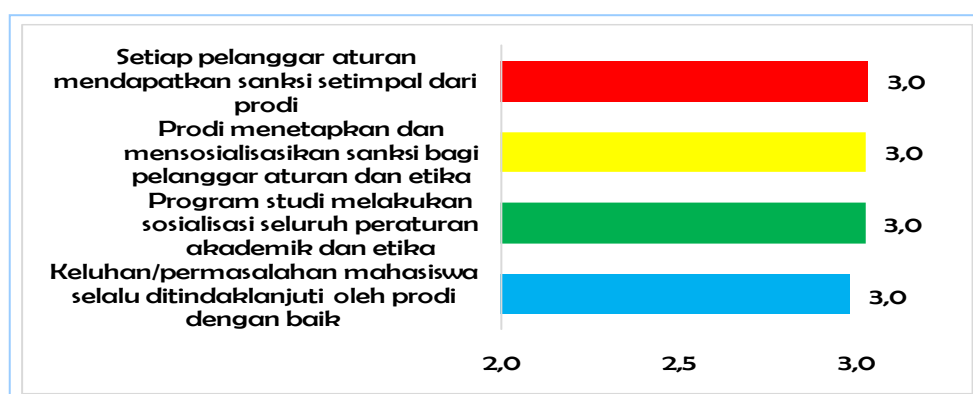 Setiap pelanggar aturan
mendapatkan sanksi setimpal dari
prodi
3,0
Prodi menetapkan dan
mensosialisasikan sanksi bagi
pelanggar aturan dan etika
3,0
Program studi melakukan
sosialisasi seluruh peraturan
akademik dan etika
3,0
Keluhan/permasalahan mahasiswa
selalu ditindaklanjuti oleh prodi
dengan baik
3,0
2,0 2,5 3,0